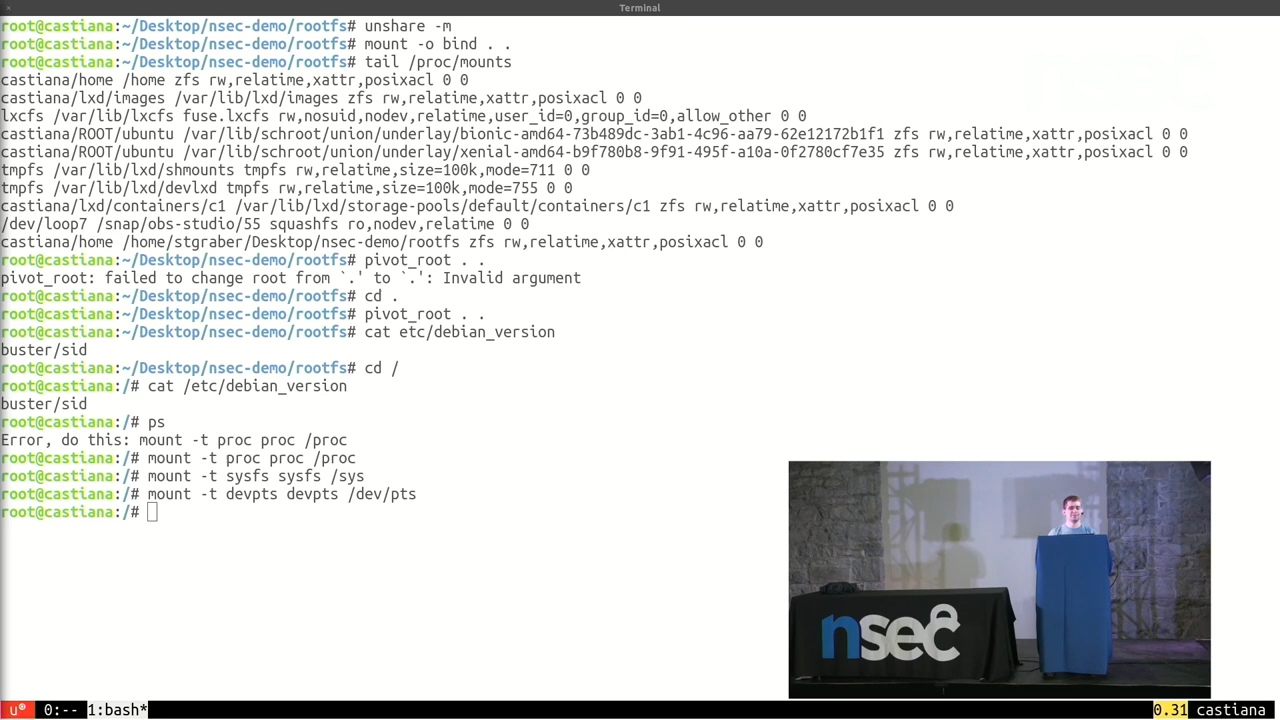 Terminal
root@castiana:~/Desktop/nsec-demo/rootfs# unshare -m
root@castiana:~/Desktop/nsec-demo/rootfs# mount -o bind . .
root@castiana:~/Desktop/nsec-demo/rootfs# tail /proc/mounts
castiana/home /home zfs rw,relatime,xattr,posixacl 0 0
castiana/lxd/images /var/lib/lxd/images zfs rw,relatime,xattr,posixacl 0 0
lxcfs /var/lib/lxcfs fuse.lxcfs rw,nosuid,nodev,relatime,user_id=0,group_id=0,allow_other 0 0
castiana/ROOT/ubuntu /var/lib/schroot/union/underlay/bionic-amd64-73b489dc-3ab1-4c96-aa79-62e12172b1f1 zfs rw,relatime,xattr,posixacl 0 0
castiana/ROOT/ubuntu /var/lib/schroot/union/underlay/xenial-amd64-b9f780b8-9f91-495f-a10a-0f2780cf7e35 zfs rw,relatime,xattr,posixacl 0 0
tmpfs /var/lib/lxd/shmounts tmpfs rw,relatime,size=100k,mode=711 0 0
tmpfs /var/lib/lxd/devlxd tmpfs rw,relatime,size=100k,mode=755 0 0
castiana/lxd/containers/c1 /var/lib/lxd/storage-pools/default/containers/c1 zfs rw,relatime,xattr,posixacl 0 0
/dev/loop7 /snap/obs-studio/55 squashfs ro,nodev,relatime 0 0
castiana/home /home/stgraber/Desktop/nsec-demo/rootfs zfs rw,relatime,xattr,posixacl 0 0
root@castiana:~/Desktop/nsec-demo/rootfs# pivot_root . .
pivot_root: failed to change root from `.' to `.': Invalid argument
root@castiana:~/Desktop/nsec-demo/rootfs# cd .
root@castiana:~/Desktop/nsec-demo/rootfs# pivot_root . .
root@castiana:~/Desktop/nsec-demo/rootfs# cat etc/debian_version
buster/sid
root@castiana:~/Desktop/nsec-demo/rootfs# cd /
root@castiana:/# cat /etc/debian_version
buster/sid
root@castiana:/# ps
Error, do this: mount -t proc proc /proc
root@castiana:/# mount -t proc proc /proc
root@castiana:/# mount -t sysfs sysfs /sys
root@castiana:/# mount -t devpts devpts /dev/pts
root@castiana:/#
nsec
u 0:-- 1:bash* 0.31 castiana